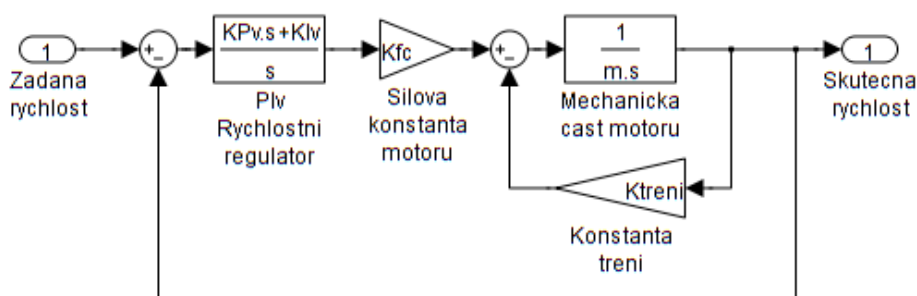 1
Zadana
rychlost
+
−
KPv.s+KIv
s
PIv
Rychlostni
regulator
Kfc
Silova
konstanta
motoru
+
−
1
m.s
Mechanicka
cast motoru
1
Skutecna
rychlost
Ktreni
Konstanta
treni